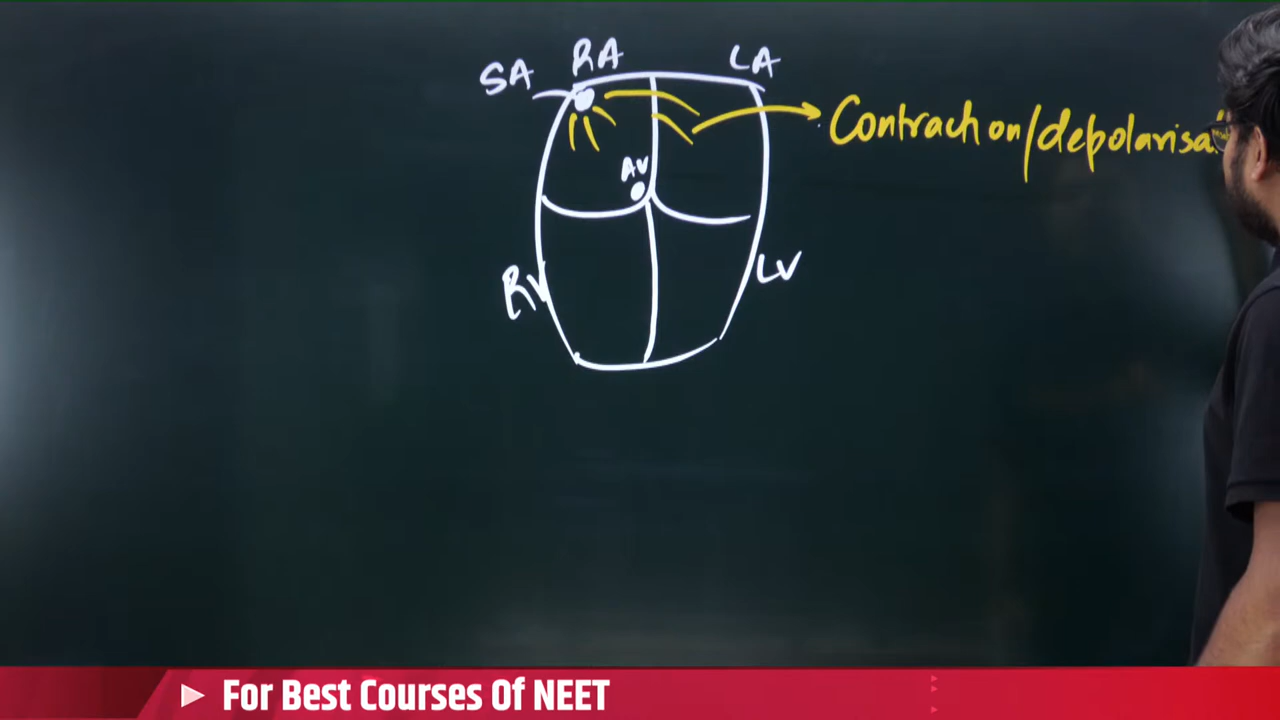 SA
RA
LA
Contraction/depolarisa
AV
RV
LV
For Best Courses Of NEET